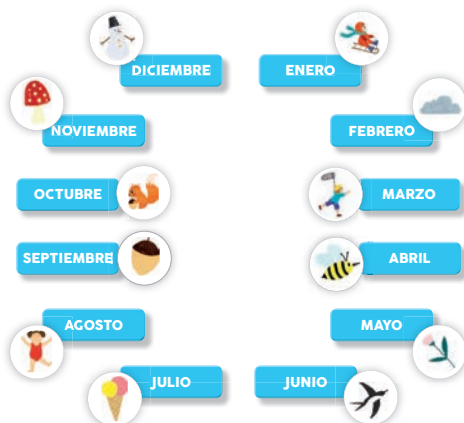 DICIEMBRE
ENERO
NOVIEMBRE
FEBRERO
OCTUBRE
MARZO
SEPTIEMBRE
ABRIL
AGOSTO
MAYO
JULIO
JUNIO